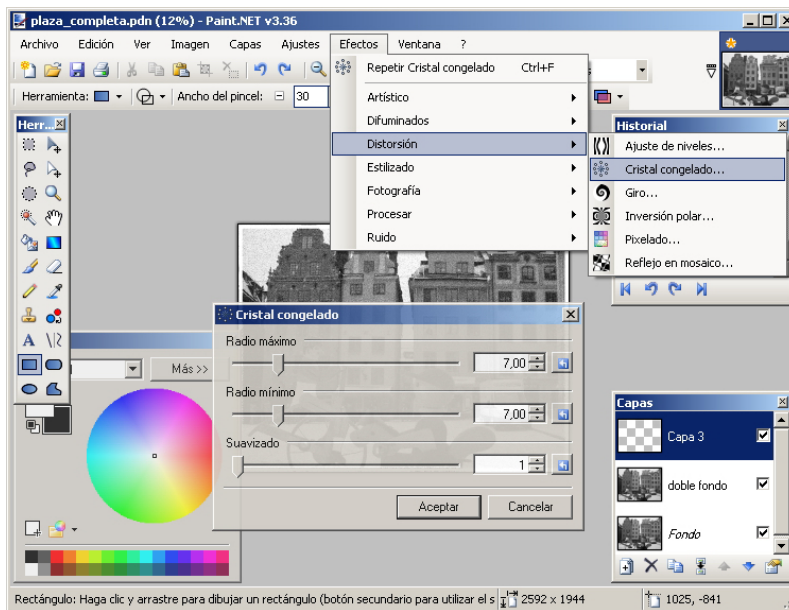 plaza_completa.pdn (12%) - Paint.NET v3.36
Archivo Edición Ver Imagen Capas Ajustes Efectos Ventana ?
Repetir Cristal congelado Ctrl+F
Herramienta: Ancho del pincel: 30
Artístico
Difuminados
Distorsión
Estilizado
Fotografía
Procesar
Ruido
Herr...
Historial
Ajuste de niveles...
Cristal congelado...
Giro...
Inversión polar...
Pixelado...
Reflejo en mosaico...
Cristal congelado
Radio máximo
7,00
Radio mínimo
7,00
Suavizado
1
Aceptar Cancelar
Más >>
Capas
Capa 3
doble fondo
Fondo
Rectángulo: Haga clic y arrastre para dibujar un rectángulo (botón secundario para utilizar el s 2592 x 1944 1025, -841